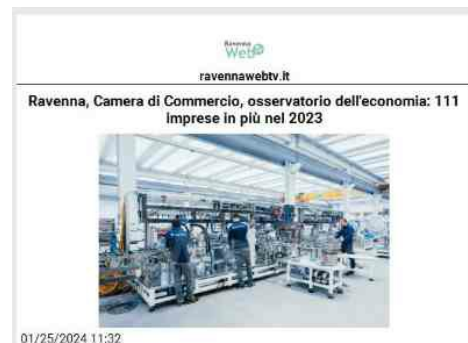 Ravenna
Web
ravennawebtv.it
Ravenna, Camera di Commercio, osservatorio dell'economia: 111
imprese in più nel 2023
01/25/2024 11:32